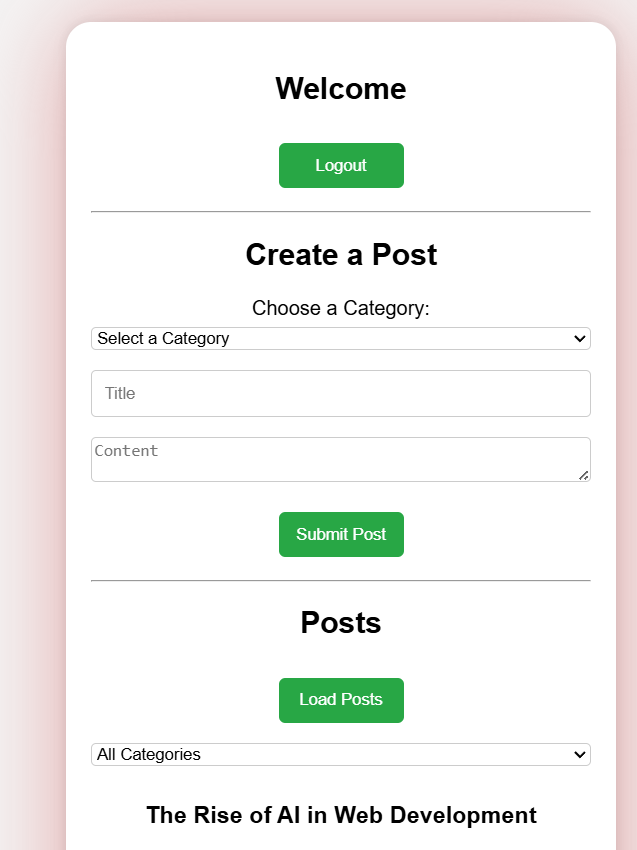 Welcome
Logout
Create a Post
Choose a Category:
Select a Category
Title
Content
Submit Post
Posts
Load Posts
All Categories
The Rise of AI in Web Development